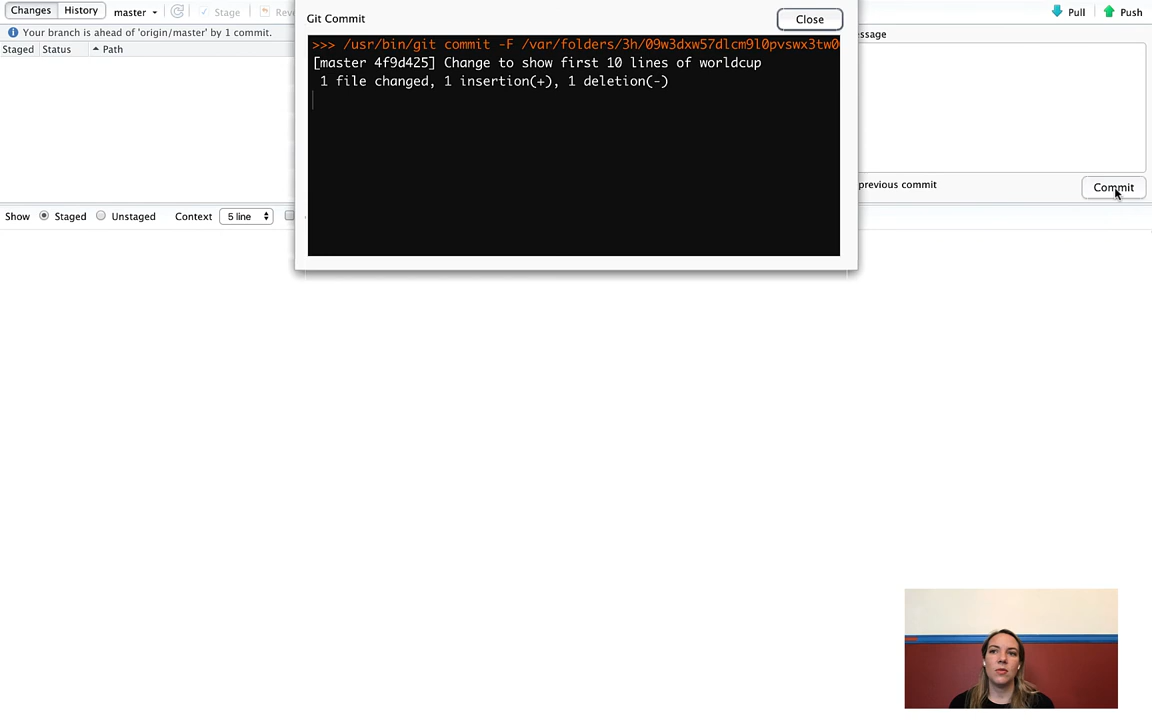 Changes History master Stage
Git Commit
Close
Pull Push
Your branch is ahead of 'origin/master' by 1 commit.
Staged Status Path
>>> /usr/bin/git commit -F /var/folders/3h/09w3dxw57dlcm9l0pvswx3tw0
[master 4f9d425] Change to show first 10 lines of worldcup
1 file changed, 1 insertion(+), 1 deletion(-)
previous commit
Commit
Show Staged Unstaged Context 5 line